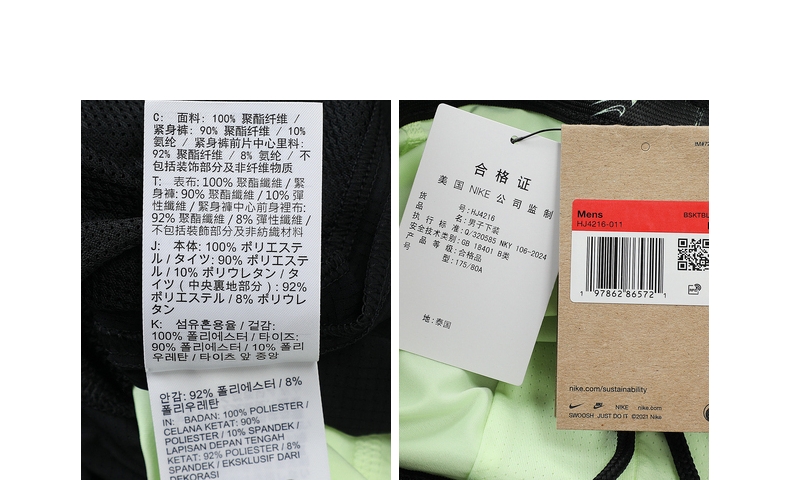 C: 面料: 100% 聚酯纤维 /
紧身裤: 90% 聚酯纤维 / 10%
氨纶 / 紧身裤前片中心里料:
92% 聚酯纤维 / 8% 氨纶 / 不
包括装饰部分及非纤维物质
T: 表布: 100% 聚酯纖維 / 緊
身褲: 90% 聚酯纖維 / 10% 彈
性纖維 / 緊身褲中心前身裡布:
92% 聚酯纖維 / 8% 彈性纖維 /
不包括裝飾部分及非紡織材料
J: 本体: 100% ポリエステ
ル / タイツ: 90% ポリエステ
ル / 10% ポリウレタン / タ
イツ ( 中央裏地部分 ) : 92%
ポリエステル / 8% ポリウレ
タン
K: 섬유혼용율 / 겉감:
100% 폴리에스터 / 타이즈:
90% 폴리에스터 / 10% 폴리
우레탄 / 타이츠 앞 중앙
안감: 92% 폴리에스터 / 8%
폴리우레탄
IN: BADAN: 100% POLIESTER /
CELANA KETAT: 90%
POLIESTER / 10% SPANDEK /
LAPISAN DEPAN TENGAH
KETAT: 92% POLIESTER / 8%
SPANDEK / EKSKLUSIF DARI
DEKORASI
合格证
美国 NIKE 公司监制
货 号: HJ4216
品 名: 男子下装
执行标准: Q/320585 NKY 106-2024
安全技术类别: GB 18401 B类
产品等级: 合格品
号 型: 175/80A
地: 泰国
Mens
HJ4216-011
BSKTBL
1 97862 86572 1
nike.com/sustainability
NIKE nike.com
SWOOSH JUST DO IT ©2021 Nike